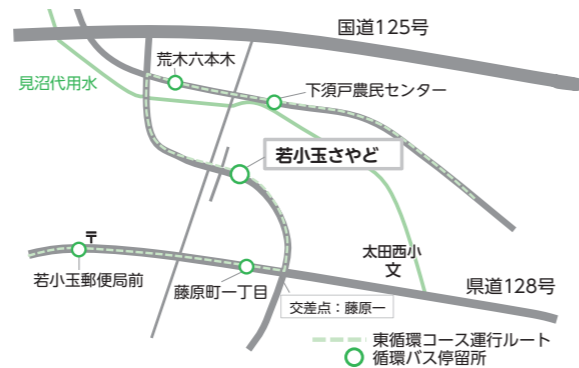 国道125号
荒木六本木
見沼代用水
下須戸農民センター
若小玉さやど
太田西小
文
〒
若小玉郵便局前
藤原町一丁目
県道128号
交差点：藤原一
東循環コース運行ルート
循環バス停留所